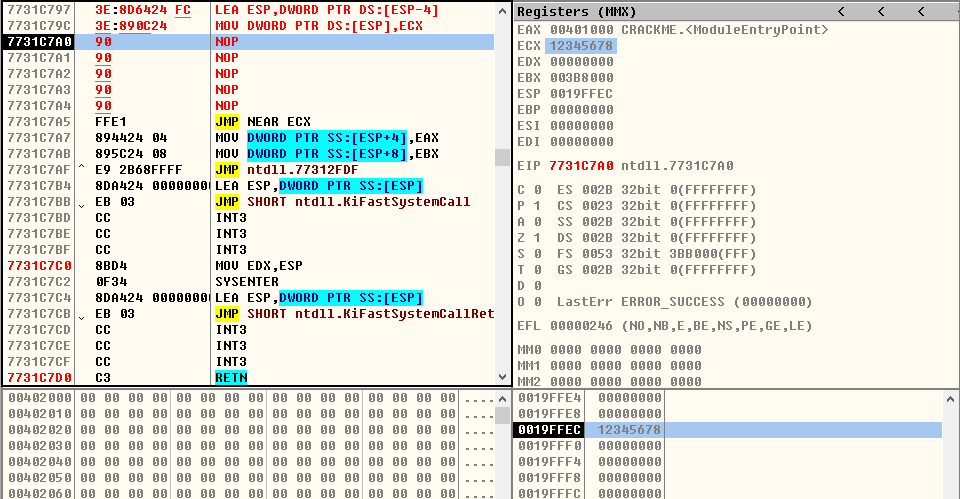 7731C797 3E:8D6424 FC LEA ESP,DWORD PTR DS:[ESP-4]
7731C79C 3E:890C24 MOV DWORD PTR DS:[ESP],ECX
7731C7A0 90 NOP
7731C7A1 90 NOP
7731C7A2 90 NOP
7731C7A3 90 NOP
7731C7A4 90 NOP
7731C7A5 FFE1 JMP NEAR ECX
7731C7A7 894424 04 MOV DWORD PTR SS:[ESP+4],EAX
7731C7AB 895C24 08 MOV DWORD PTR SS:[ESP+8],EBX
7731C7AF ^ E9 2B68FFFF JMP ntdll.77312FDF
7731C7B4 8DA424 0000000 LEA ESP,DWORD PTR SS:[ESP]
7731C7BB EB 03 JMP SHORT ntdll.KiFastSystemCall
7731C7BD CC INT3
7731C7BE CC INT3
7731C7BF CC INT3
7731C7C0 8BD4 MOV EDX,ESP
7731C7C2 0F34 SYSENTER
7731C7C4 8DA424 0000000 LEA ESP,DWORD PTR SS:[ESP]
7731C7CB EB 03 JMP SHORT ntdll.KiFastSystemCallRet
7731C7CD CC INT3
7731C7CE CC INT3
7731C7CF CC INT3
7731C7D0 C3 RETN
Registers (MMX) < < <
EAX 00401000 CRACKME.<ModuleEntryPoint>
ECX 12345678
EDX 00000000
EBX 003B8000
ESP 0019FFEC
EBP 00000000
ESI 00000000
EDI 00000000
EIP 7731C7A0 ntdll.7731C7A0
C 0 ES 002B 32bit 0(FFFFFFFF)
P 1 CS 0023 32bit 0(FFFFFFFF)
A 0 SS 002B 32bit 0(FFFFFFFF)
Z 1 DS 002B 32bit 0(FFFFFFFF)
S 0 FS 0053 32bit 3BB000(FFF)
T 0 GS 002B 32bit 0(FFFFFFFF)
D 0
O 0 LastErr ERROR_SUCCESS (00000000)
EFL 00000246 (NO,NB,E,BE,NS,PE,GE,LE)
MM0 0000 0000 0000 0000
MM1 0000 0000 0000 0000
MM2 0000 0000 0000 0000
00402000 00 00 00 00 00 00 00 00 00 00 00 00 00 00 00 00 ....
00402010 00 00 00 00 00 00 00 00 00 00 00 00 00 00 00 00 ....
00402020 00 00 00 00 00 00 00 00 00 00 00 00 00 00 00 00 ....
00402030 00 00 00 00 00 00 00 00 00 00 00 00 00 00 00 00 ....
00402040 00 00 00 00 00 00 00 00 00 00 00 00 00 00 00 00 ....
00402050 00 00 00 00 00 00 00 00 00 00 00 00 00 00 00 00 ....
00402060 00 00 00 00 00 00 00 00 00 00 00 00 00 00 00 00 ....
0019FFE4 00000000
0019FFE8 00000000
0019FFEC 12345678
0019FFF0 00000000
0019FFF4 00000000
0019FFF8 00000000
0019FFFC 00000000